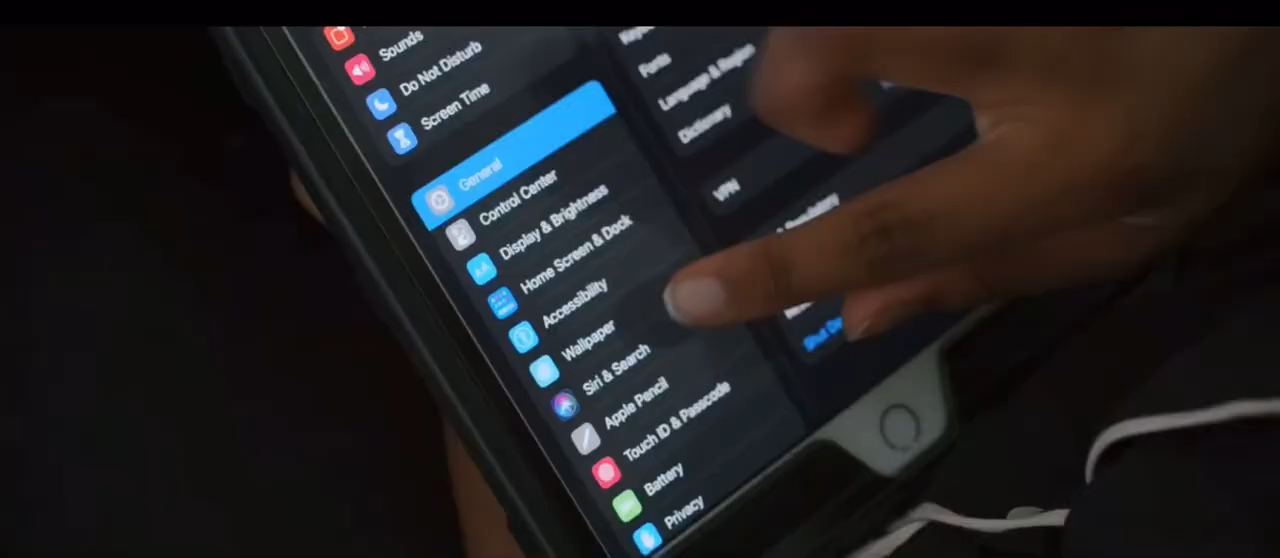 Sounds
Do Not Disturb
Screen Time
General
Control Center
Display & Brightness
Home Screen & Dock
Accessibility
Wallpaper
Siri & Search
Apple Pencil
Touch ID & Passcode
Battery
Privacy
Fonts
Language & Region
Dictionary
VPN